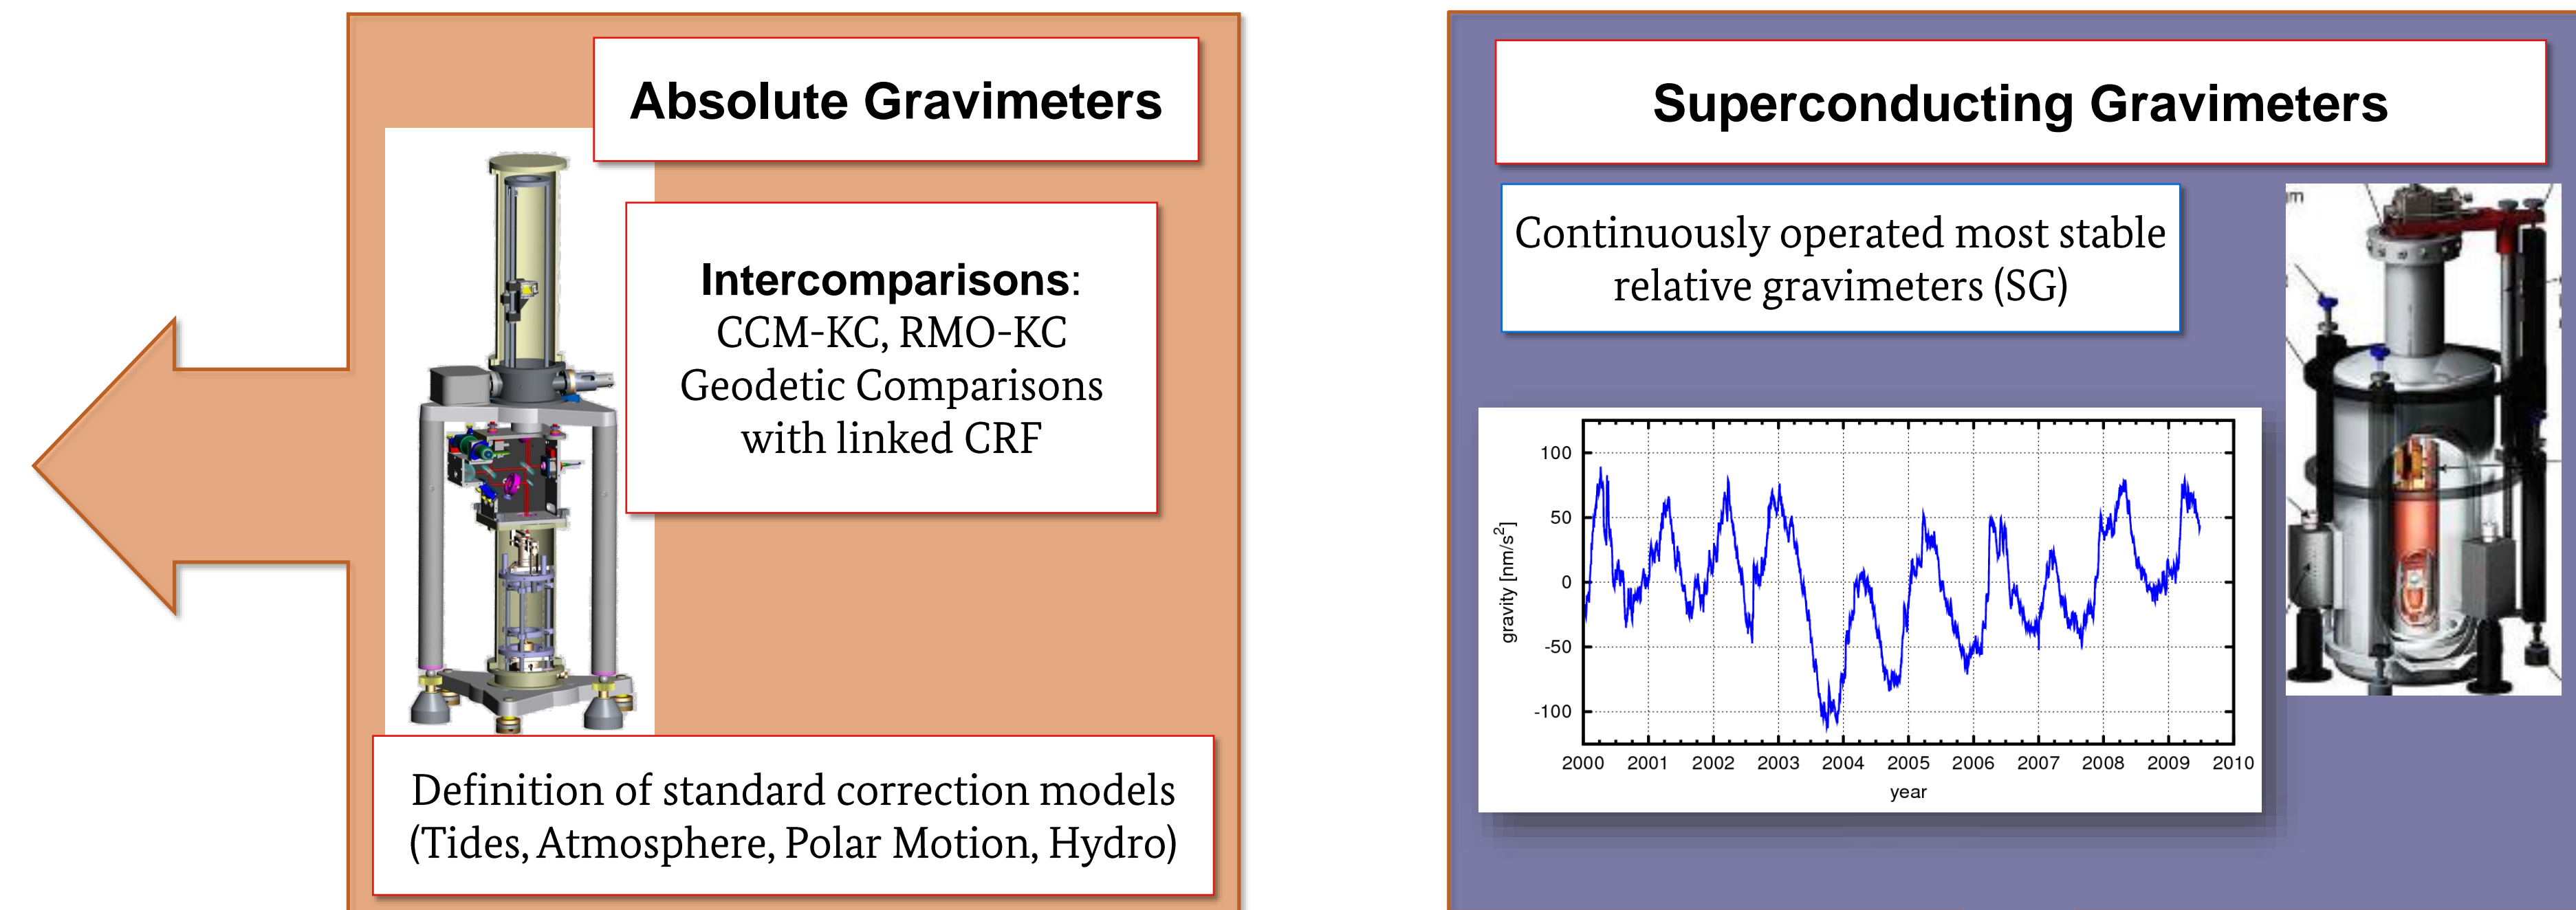 Absolute Gravimeters
Intercomparisons:
CCM-KC, RMO-KC
Geodetic Comparisons
with linked CRF
Definition of standard correction models
(Tides, Atmosphere, Polar Motion, Hydro)
Superconducting Gravimeters
Continuously operated most stable
relative gravimeters (SG)
gravity [nm/s²]
100
50
0
-50
-100
2000 2001 2002 2003 2004 2005 2006 2007 2008 2009 2010
year